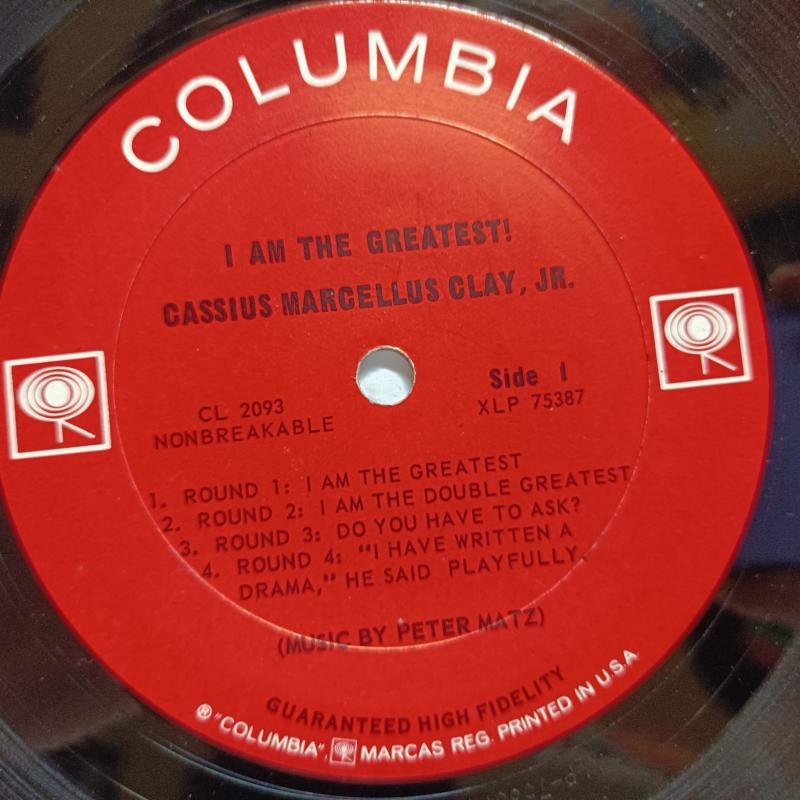 COLUMBIA
I AM THE GREATEST!
CASSIUS MARCELLUS CLAY, JR.
Side 1
CL 2093
XLP 75387
NONBREAKABLE
1. ROUND 1: I AM THE GREATEST
2. ROUND 2: I AM THE DOUBLE GREATEST
3. ROUND 3: DO YOU HAVE TO ASK?
4. ROUND 4: "I HAVE WRITTEN A
DRAMA," HE SAID PLAYFULLY.
(MUSIC BY PETER MATZ)
GUARANTEED HIGH FIDELITY
® "COLUMBIA", MARCAS REG. PRINTED IN U.S.A.